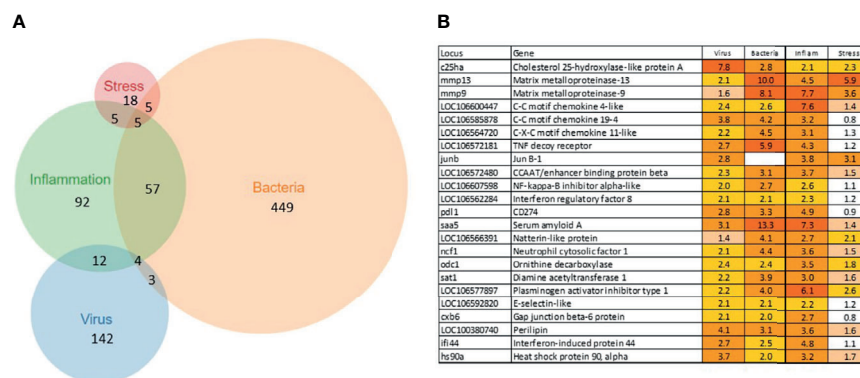 A
Stress
18
5
5
5
Inflammation
92
57
Bacteria
449
12
4
3
Virus
142
B
Locus Gene Virus Bacteria Inflam Stress
c25ha Cholesterol 25-hydroxylase-like protein A 7.8 2.8 2.1 2.3
mmp13 Matrix metalloproteinase-13 2.1 10.0 4.5 5.9
mmp9 Matrix metalloproteinase-9 1.6 8.1 7.7 3.6
LOC106600447 C-C motif chemokine 4-like 2.4 2.6 7.6 1.4
LOC106585878 C-C motif chemokine 19-4 3.8 4.2 3.2 0.8
LOC106564720 C-X-C motif chemokine 11-like 2.2 4.5 3.1 1.3
LOC106572181 TNF decoy receptor 2.7 5.9 4.3 1.2
junb Jun B-1 2.8 3.8 3.1
LOC106572480 CCAAT/enhancer binding protein beta 2.3 3.1 3.7 1.5
LOC106607598 NF-kappa-B inhibitor alpha-like 2.0 2.7 2.6 1.1
LOC106562284 Interferon regulatory factor 8 2.1 2.1 2.3 1.2
pdl1 CD274 2.8 3.3 4.9 0.9
saa5 Serum amyloid A 3.1 13.3 7.3 1.4
LOC106566391 Natterin-like protein 1.4 4.1 2.7 2.1
ncf1 Neutrophil cytosolic factor 1 2.1 4.4 3.6 1.5
odc1 Ornithine decarboxylase 2.4 2.4 3.5 1.8
sat1 Diamine acetyltransferase 1 2.2 3.9 3.0 1.6
LOC106577897 Plasminogen activator inhibitor type 1 2.2 4.0 6.1 2.6
LOC106592820 E-selectin-like 2.1 2.1 2.2 1.2
cxb6 Gap junction beta-6 protein 2.1 2.0 2.7 0.8
LOC100380740 Perilipin 4.1 3.1 3.6 1.6
ifi44 Interferon-induced protein 44 2.7 2.5 4.8 1.1
hs90a Heat shock protein 90, alpha 3.7 2.0 3.2 1.7